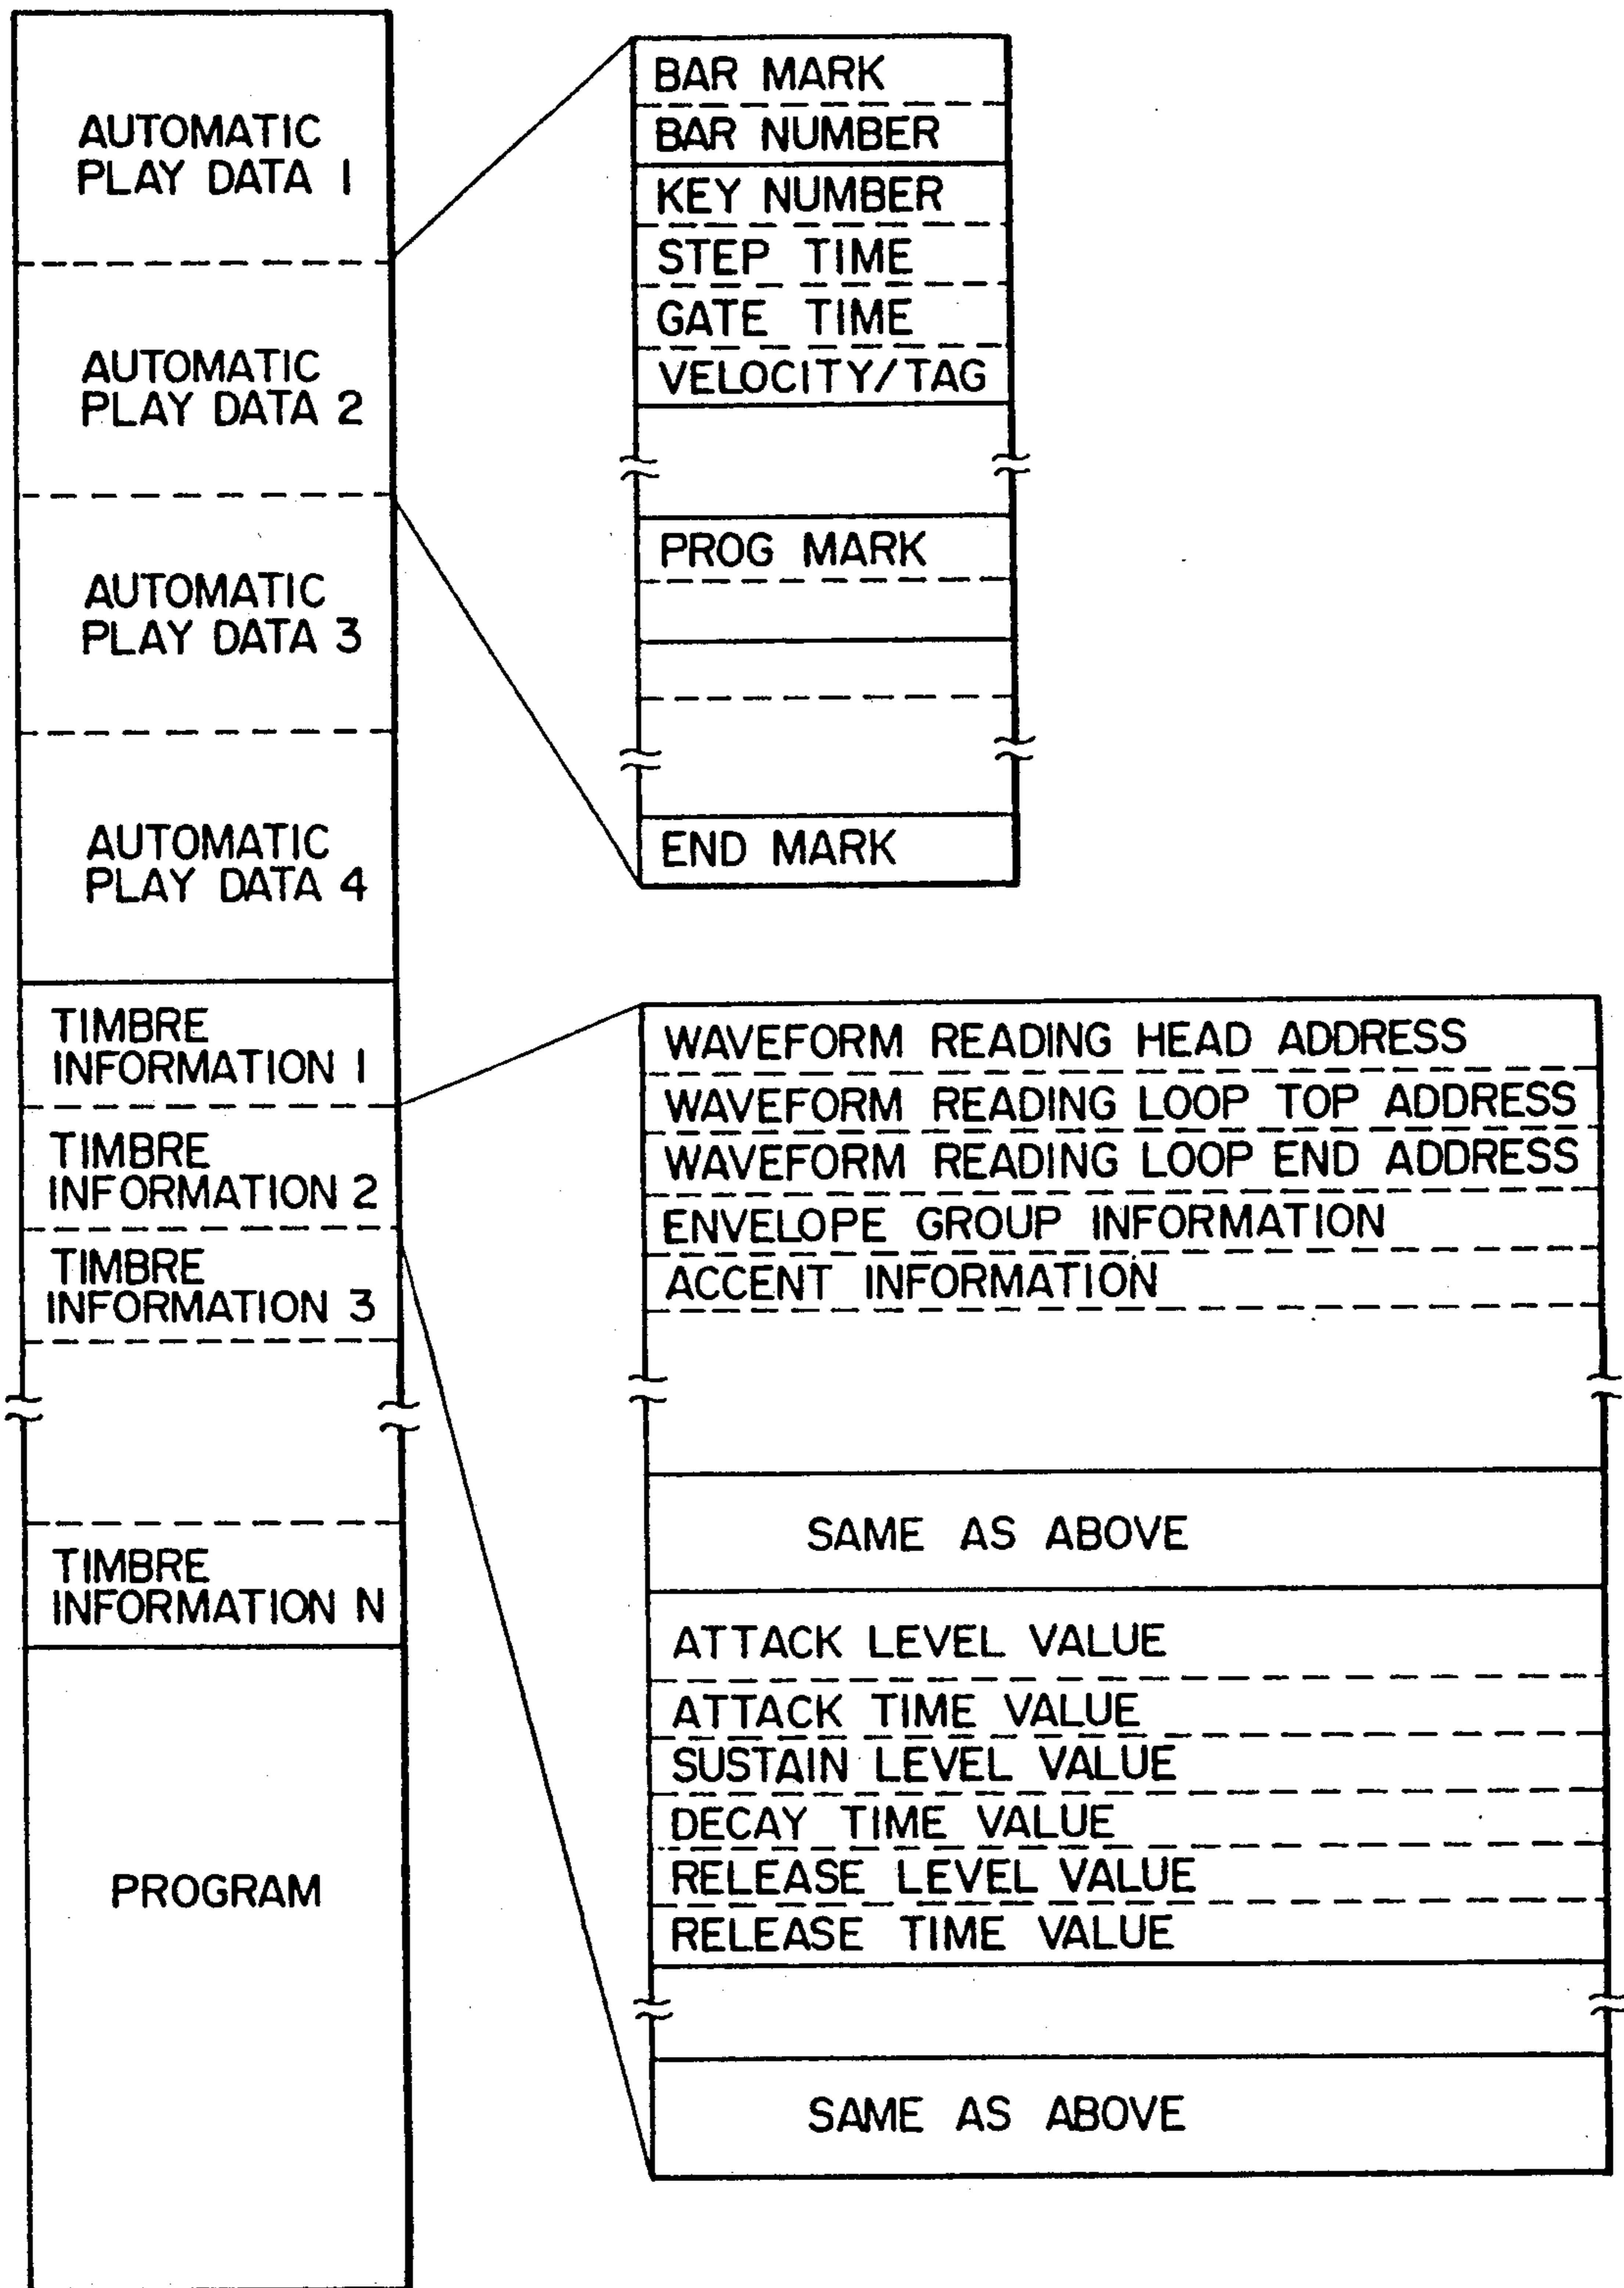 AUTOMATIC
PLAY DATA 1
AUTOMATIC
PLAY DATA 2
AUTOMATIC
PLAY DATA 3
AUTOMATIC
PLAY DATA 4
TIMBRE
INFORMATION 1
TIMBRE
INFORMATION 2
TIMBRE
INFORMATION 3
TIMBRE
INFORMATION N
PROGRAM
BAR MARK
BAR NUMBER
KEY NUMBER
STEP TIME
GATE TIME
VELOCITY/TAG
PROG MARK
END MARK
WAVEFORM READING HEAD ADDRESS
WAVEFORM READING LOOP TOP ADDRESS
WAVEFORM READING LOOP END ADDRESS
ENVELOPE GROUP INFORMATION
ACCENT INFORMATION
SAME AS ABOVE
ATTACK LEVEL VALUE
ATTACK TIME VALUE
SUSTAIN LEVEL VALUE
DECAY TIME VALUE
RELEASE LEVEL VALUE
RELEASE TIME VALUE
SAME AS ABOVE